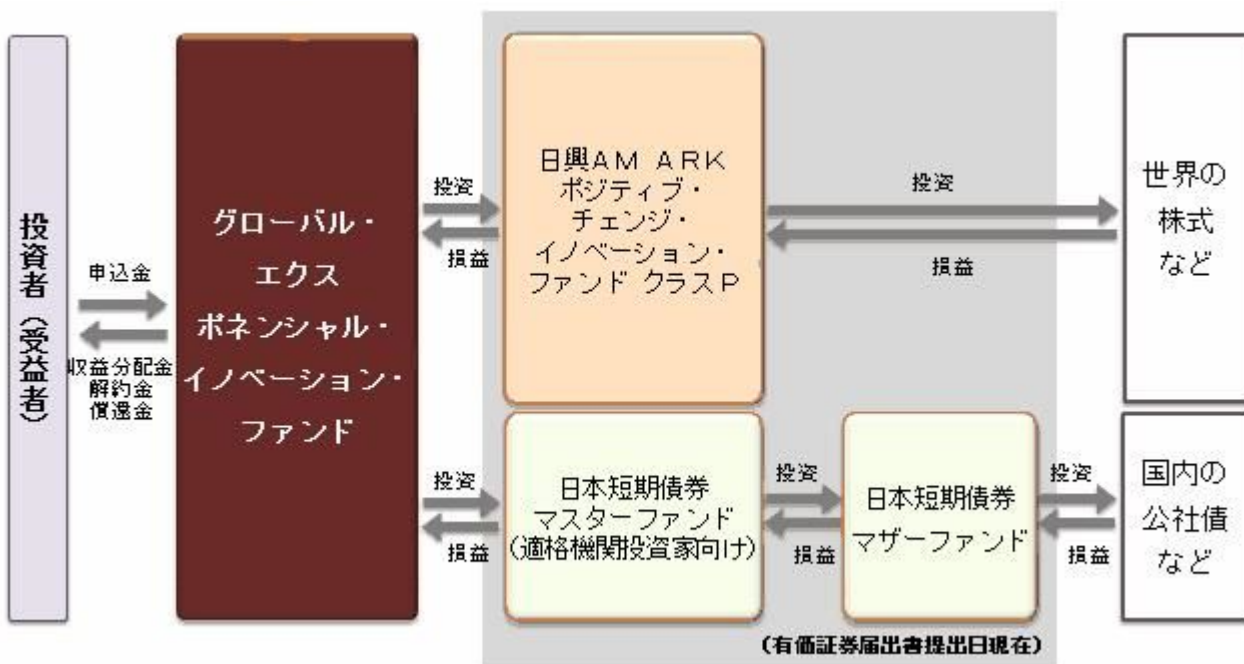 投資者（受益者）
申込金
収益分配金
解約金
償還金
グローバル・
エクス
ポネンシャル・
イノベーション・
ファンド
投資
損益
日興AM ARK
ポジティブ・
チェンジ・
イノベーション・
ファンド クラスP
投資
損益
世界の
株式
など
投資
損益
日本短期債券
マスターファンド
(適格機関投資家向け)
投資
損益
日本短期債券
マザーファンド
投資
損益
国内の
公社債
など
(有価証券届出書提出日現在)